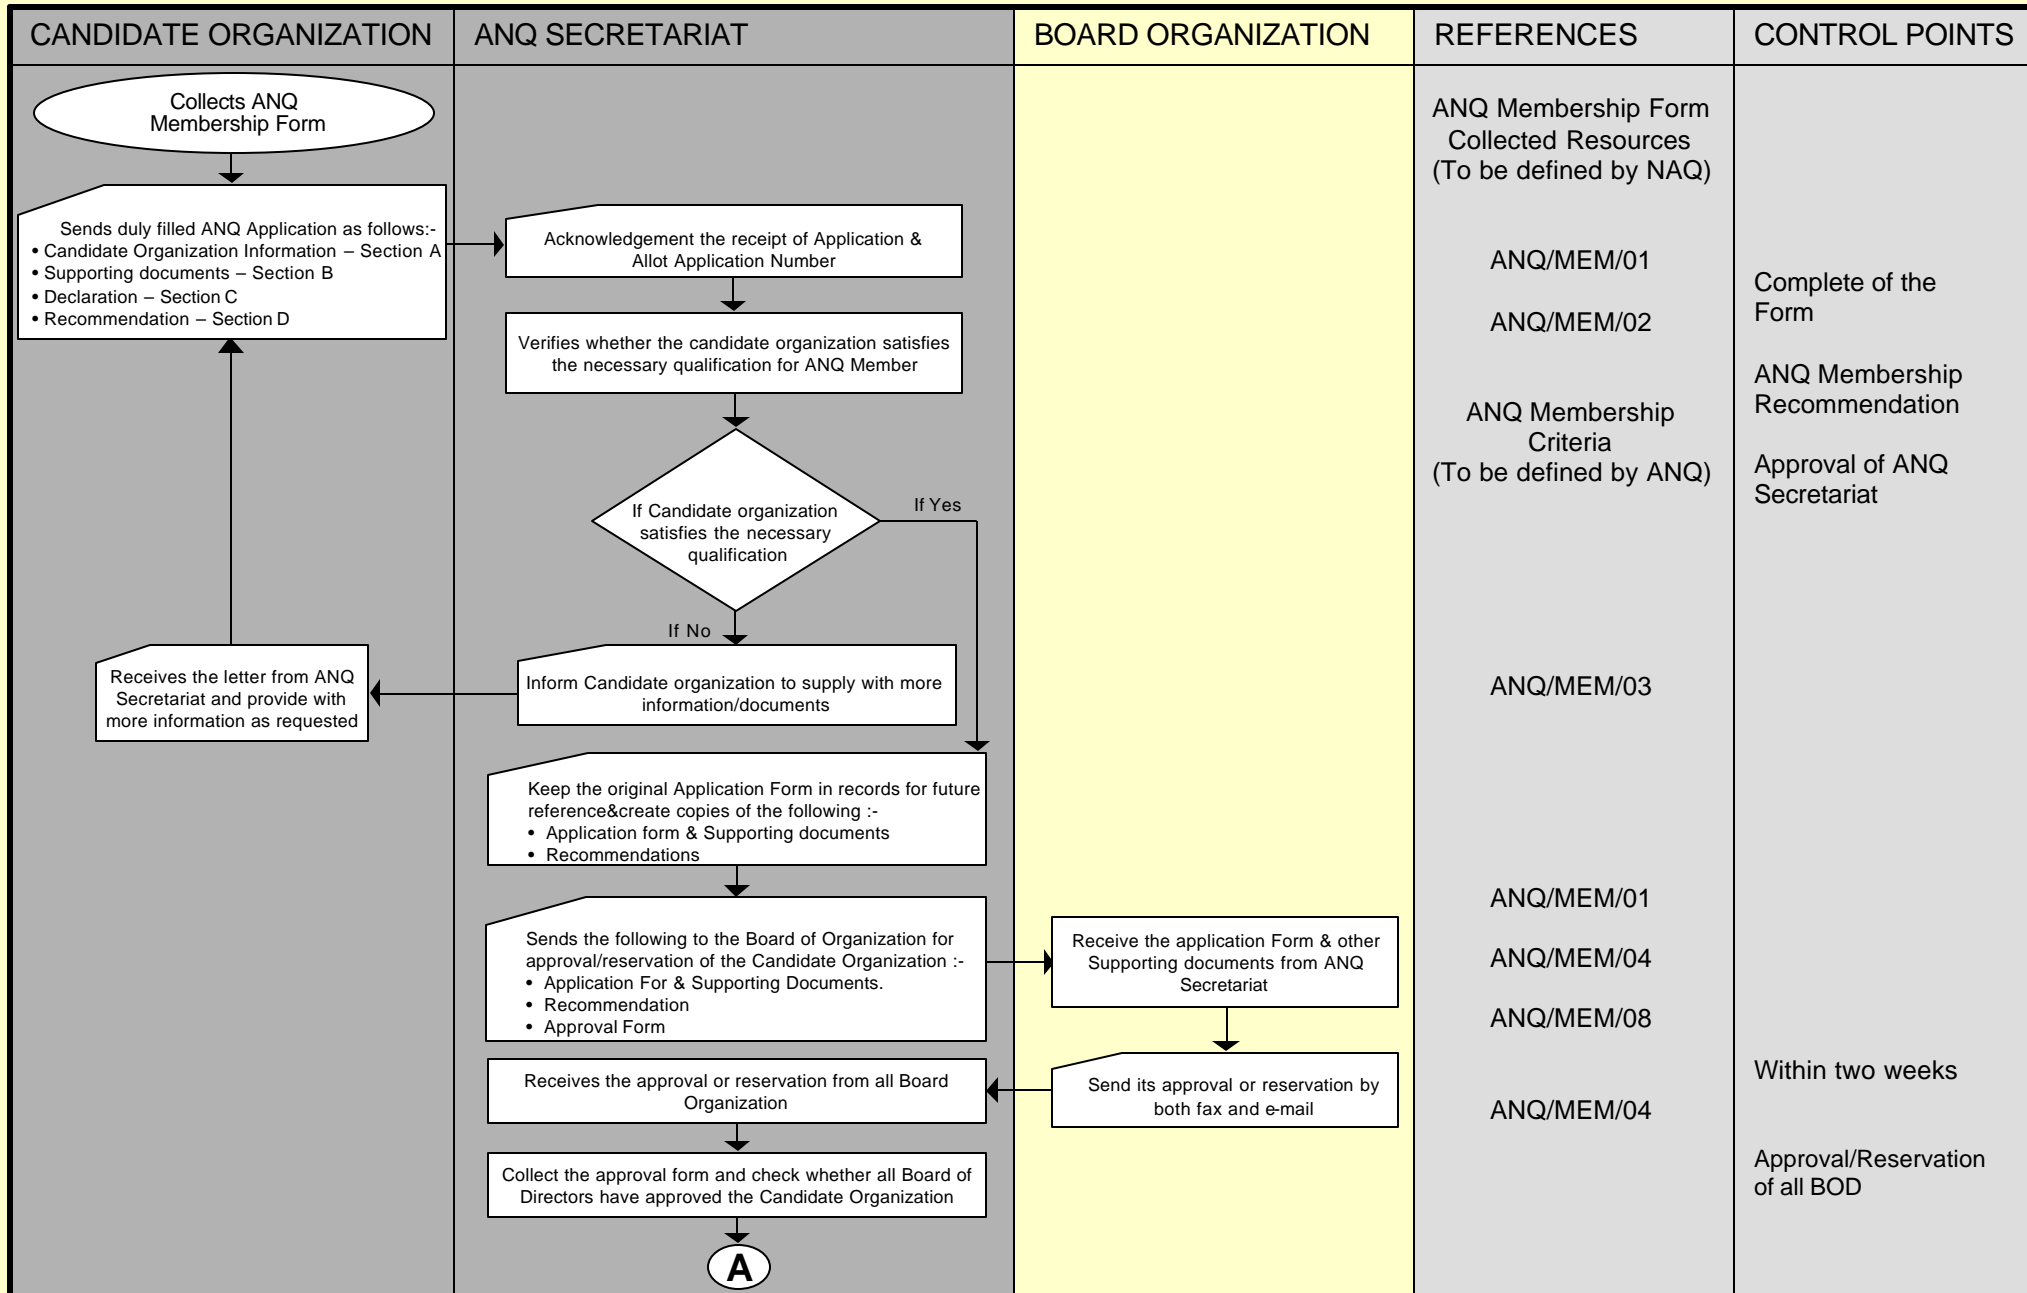 CANDIDATE ORGANIZATION
ANQ SECRETARIAT
BOARD ORGANIZATION
REFERENCES
CONTROL POINTS
Collects ANQ
Membership Form
Sends duly filled ANQ Application as follows:-
• Candidate Organization Information – Section A
• Supporting documents – Section B
• Declaration – Section C
• Recommendation – Section D
Receives the letter from ANQ
Secretariat and provide with
more information as requested
Acknowledgement the receipt of Application &
Allot Application Number
Verifies whether the candidate organization satisfies
the necessary qualification for ANQ Member
If Candidate organization
satisfies the necessary
qualification
If Yes
If No
Inform Candidate organization to supply with more
information/documents
Keep the original Application Form in records for future
reference&create copies of the following :-
• Application form & Supporting documents
• Recommendations
Sends the following to the Board of Organization for
approval/reservation of the Candidate Organization :-
• Application For & Supporting Documents.
• Recommendation
• Approval Form
Receives the approval or reservation from all Board
Organization
Collect the approval form and check whether all Board of
Directors have approved the Candidate Organization
A
Receive the application Form & other
Supporting documents from ANQ
Secretariat
Send its approval or reservation by
both fax and e-mail
ANQ Membership Form
Collected Resources
(To be defined by NAQ)
ANQ/MEM/01
ANQ/MEM/02
ANQ Membership
Criteria
(To be defined by ANQ)
ANQ/MEM/03
ANQ/MEM/01
ANQ/MEM/04
ANQ/MEM/08
ANQ/MEM/04
Complete of the
Form
ANQ Membership
Recommendation
Approval of ANQ
Secretariat
Within two weeks
Approval/Reservation
of all BOD